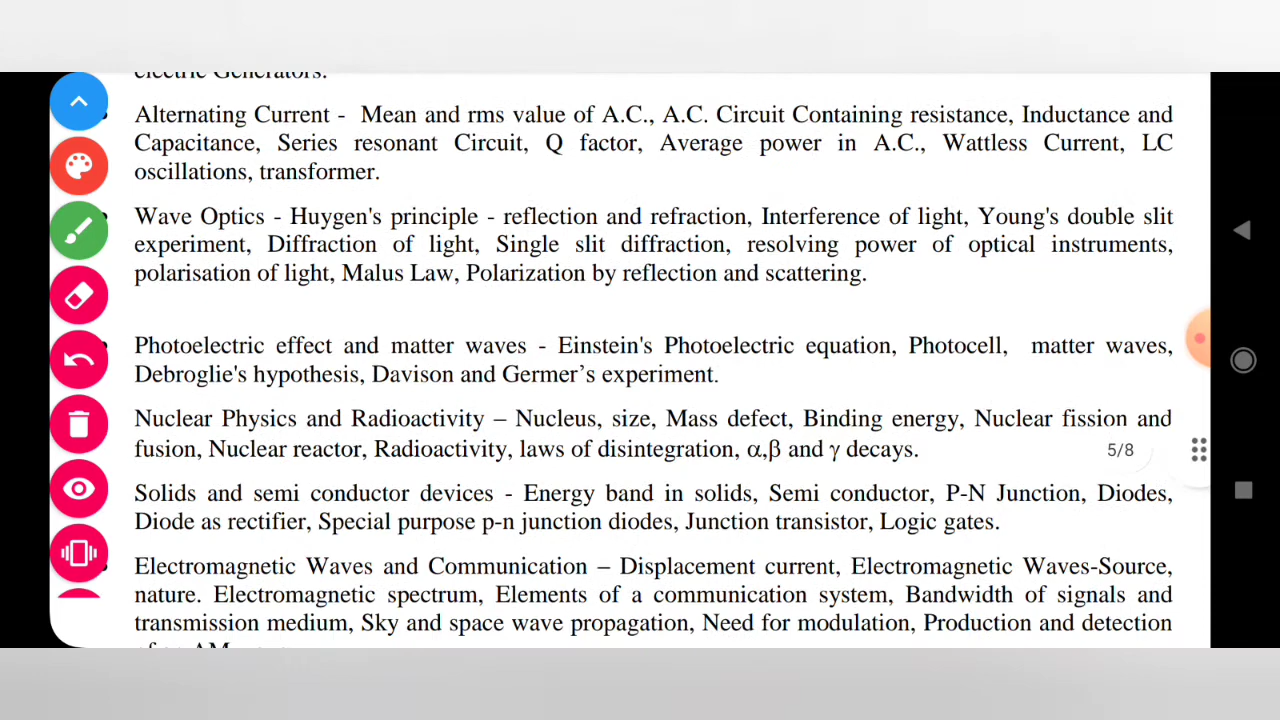 electric Generators.
Alternating Current - Mean and rms value of A.C., A.C. Circuit Containing resistance, Inductance and
Capacitance, Series resonant Circuit, Q factor, Average power in A.C., Wattless Current, LC
oscillations, transformer.
Wave Optics - Huygen's principle - reflection and refraction, Interference of light, Young's double slit
experiment, Diffraction of light, Single slit diffraction, resolving power of optical instruments,
polarisation of light, Malus Law, Polarization by reflection and scattering.
Photoelectric effect and matter waves - Einstein's Photoelectric equation, Photocell, matter waves,
Debroglie's hypothesis, Davison and Germer’s experiment.
Nuclear Physics and Radioactivity – Nucleus, size, Mass defect, Binding energy, Nuclear fission and
fusion, Nuclear reactor, Radioactivity, laws of disintegration, α,β and γ decays.
5/8
Solids and semi conductor devices - Energy band in solids, Semi conductor, P-N Junction, Diodes,
Diode as rectifier, Special purpose p-n junction diodes, Junction transistor, Logic gates.
Electromagnetic Waves and Communication – Displacement current, Electromagnetic Waves-Source,
nature. Electromagnetic spectrum, Elements of a communication system, Bandwidth of signals and
transmission medium, Sky and space wave propagation, Need for modulation, Production and detection
AM